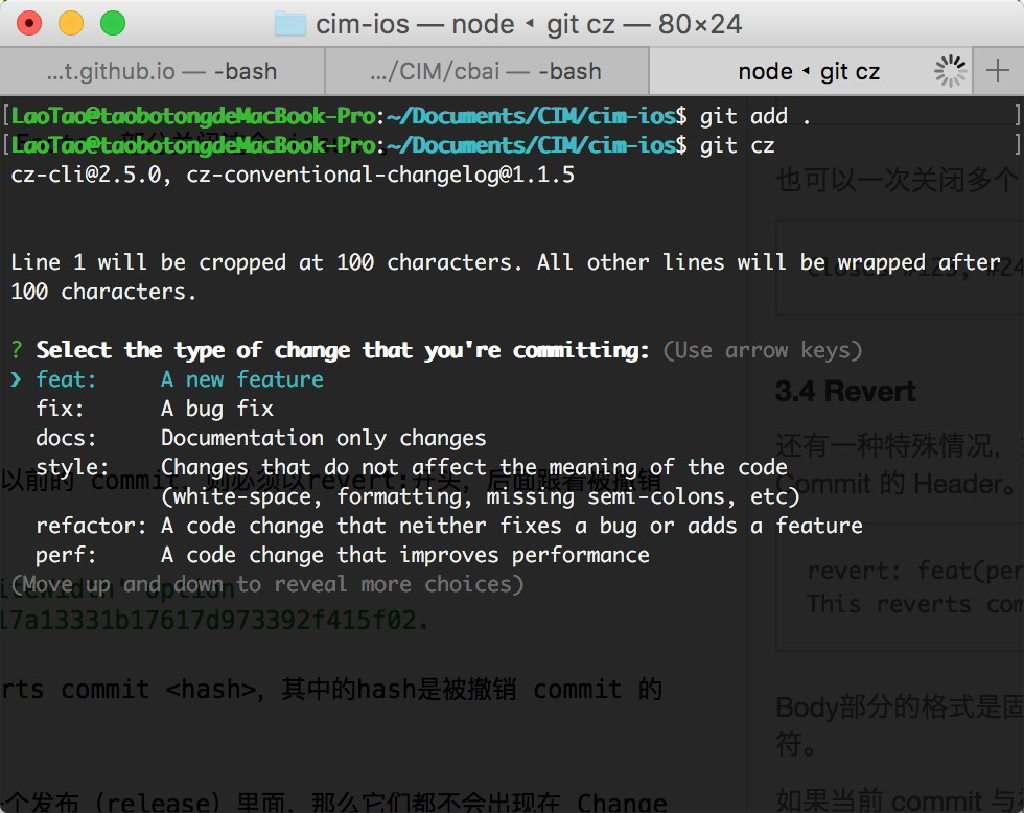 cim-ios — node ◂ git cz — 80×24
...t.github.io — -bash
.../CIM/cbai — -bash
node ◂ git cz
[LaoTao@taobotongdeMacBook-Pro:~/Documents/CIM/cim-ios$ git add . ]
[LaoTao@taobotongdeMacBook-Pro:~/Documents/CIM/cim-ios$ git cz ]
cz-cli@2.5.0, cz-conventional-changelog@1.1.5
也可以一次关闭多个
Line 1 will be cropped at 100 characters. All other lines will be wrapped after
100 characters.
? Select the type of change that you're committing: (Use arrow keys)
❯ feat: A new feature
fix: A bug fix
docs: Documentation only changes
style: Changes that do not affect the meaning of the code
(white-space, formatting, missing semi-colons, etc)
refactor: A code change that neither fixes a bug or adds a feature
perf: A code change that improves performance
(Move up and down to reveal more choices)
3.4 Revert
还有一种特殊情况，
Commit 的 Header。
以前的 commit，则必须以revert:开头，后面跟着被撤销
revert: feat(per
This reverts com
17a13331b17617d973392f415f02.
rts commit <hash>，其中的hash是被撤销 commit 的
Body部分的格式是固
符。
个发布（release）里面，那么它们都不会出现在 Change
如果当前 commit 与